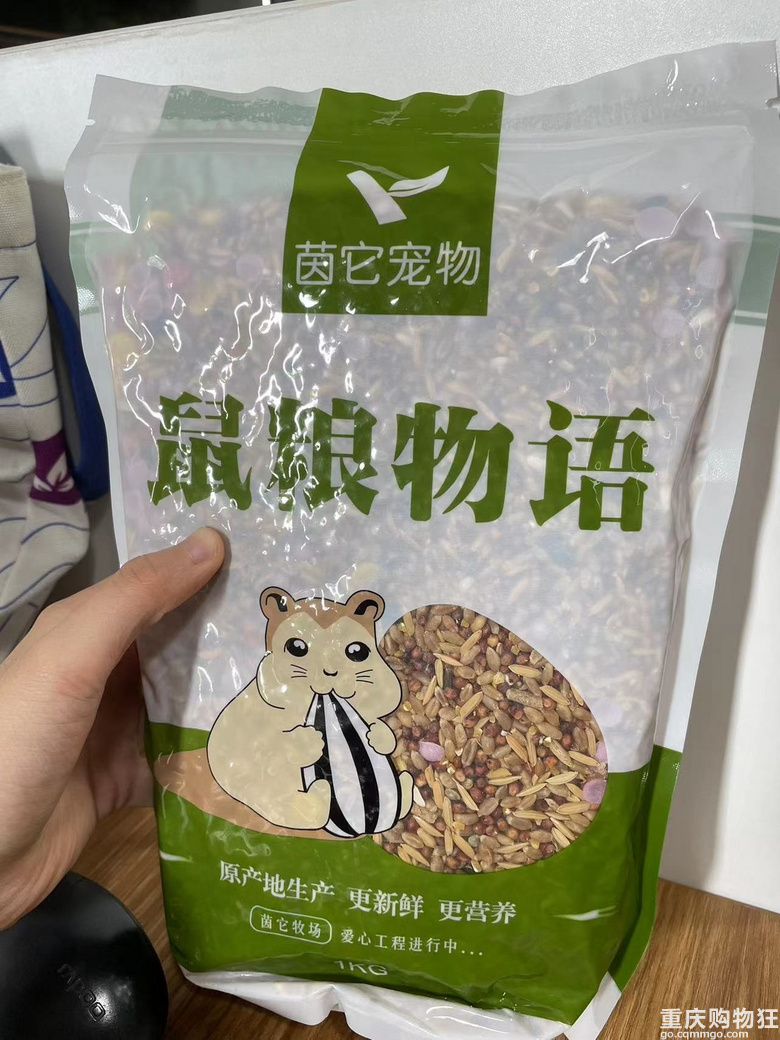 茵它宠物
鼠粮物语
原产地生产 更新鲜 更营养
茵它牧场 爱心工程进行中...
1KG
rapoo
重庆购物狂
go.cqmmgo.com